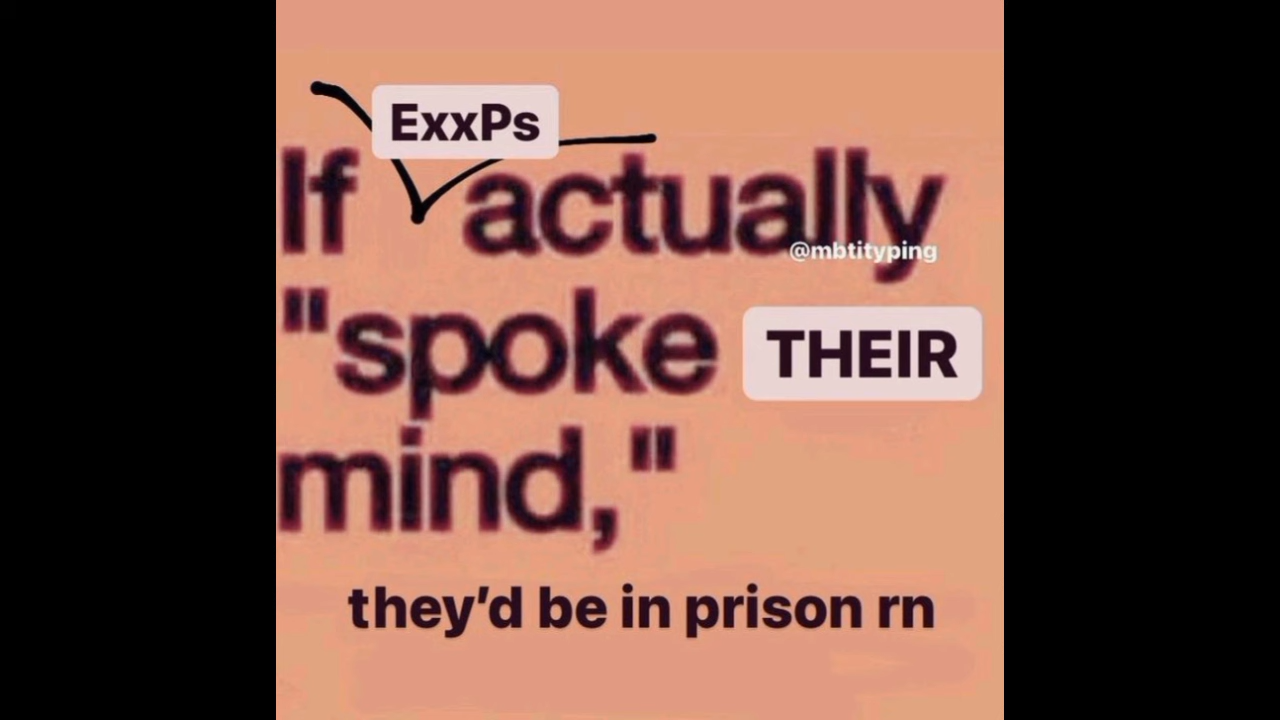 ExxPs
If actually
@mbtityping
"spoke THEIR
mind,"
they’d be in prison rn